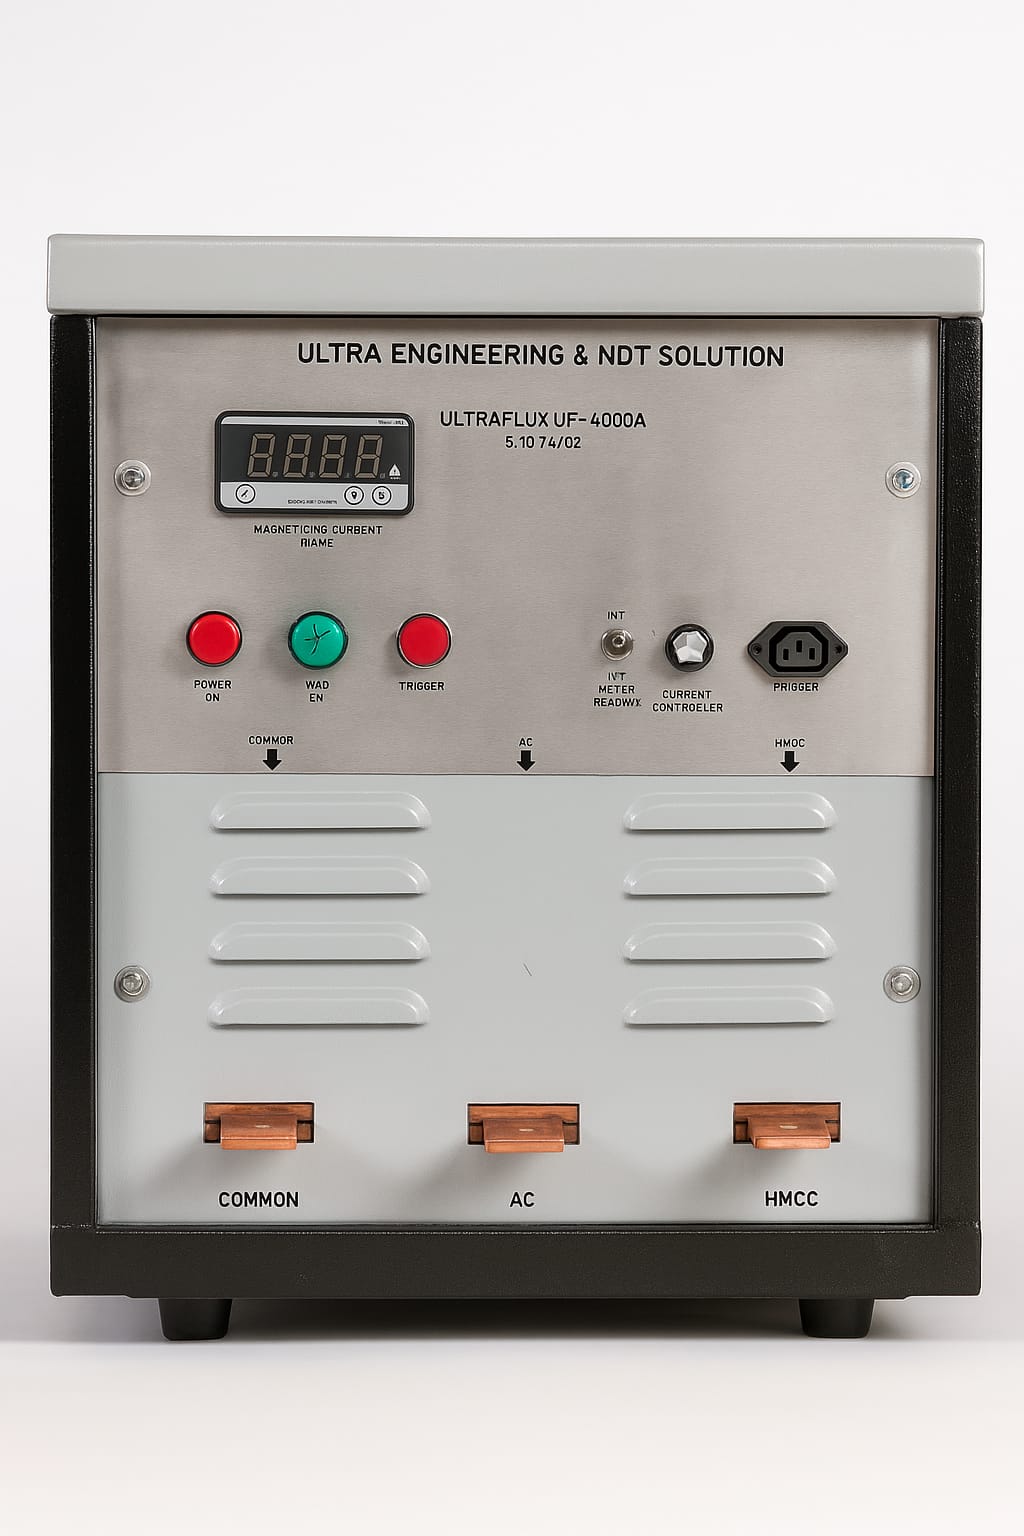 ULTRA ENGINEERING & NDT SOLUTION
ULTRAFLUX UF-4000A
5.10 74/02
8888
MAGNETICING CURBENT
RIAME
INT
POWER
ON
WAD
EN
TRIGGER
METER
READWX
CURRENT
CONTROELER
PRIGGER
COMMOR
AC
HMOC
COMMON
AC
HMCC